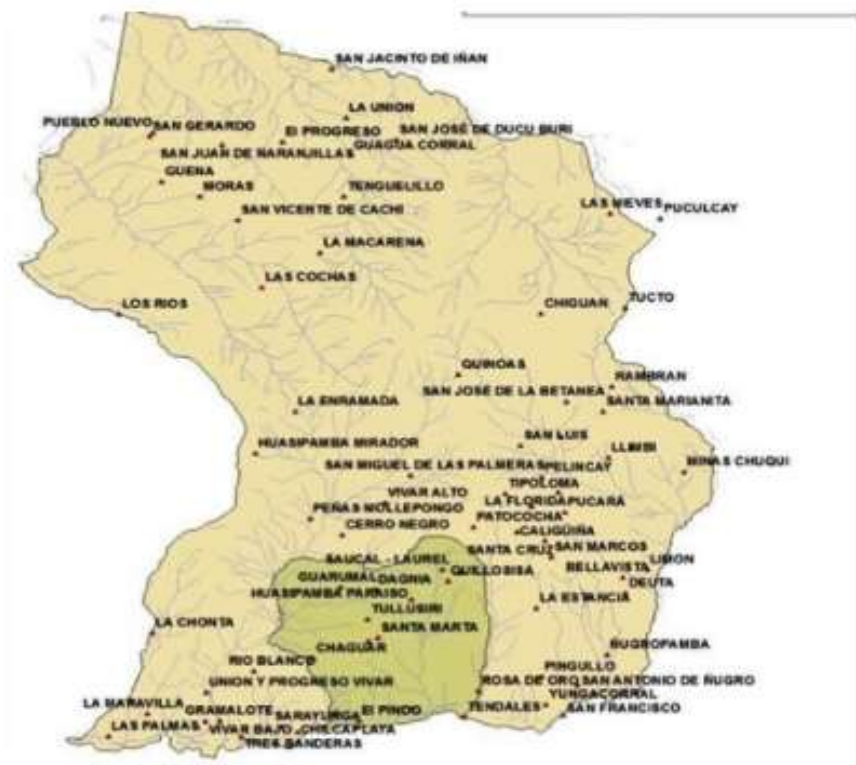 SAN JACINTO DE IÑAN
LA UNION
PUEBLO NUEVO
SAN GERARDO
El PROGRESO
SAN JOSÉ DE DUCU BURI
SAN JUAN DE NARANJILLAS
GUAGUA CORRAL
GUENA
MORAS
TENGUELILLO
LAS NIEVES
PUCULCAY
SAN VICENTE DE CACHI
LA MACARENA
LAS COCHAS
LOS RIOS
CHIGUAN
TUCTO
QUINOAS
SAN JOSÉ DE LA BETANEA
RAMBRAN
LA ENRAMADA
SANTA MARIANITA
SAN LUIS
HUASIPAMBA MIRADOR
LLIMBI
SAN MIGUEL DE LAS PALMERAS
PELINCAY
MINAS CHUQUI
TIPOLOMA
VIVAR ALTO
LA FLORIDA
PUCARÁ
PEÑAS MOLLEPONGO
PATOCOCHA
CERRO NEGRO
CALIGÜIÑA
SANTA CRUZ
SAN MARCOS
SAUCAL - LAUREL
BELLAVISTA
LIMON
GUARUMAL
DAGNIA
QUILLOSISA
DEUTA
HUASIPAMBA PARAISO
LA ESTANCIA
TULLUSIRI
LA CHONTA
SANTA MARTA
CHAGUAR
ÑUGROPAMBA
RIO BLANCO
PINGULLO
UNION Y PROGRESO VIVAR
ROSA DE ORO
SAN ANTONIO DE ÑUGRO
YUNGACORRAL
LA MARAVILLA
GRAMALOTE
SARAYUNGA
El PINDO
TENDALES
SAN FRANCISCO
LAS PALMAS
VIVAR BAJO
CHILCAPLAYA
TRES BANDERAS